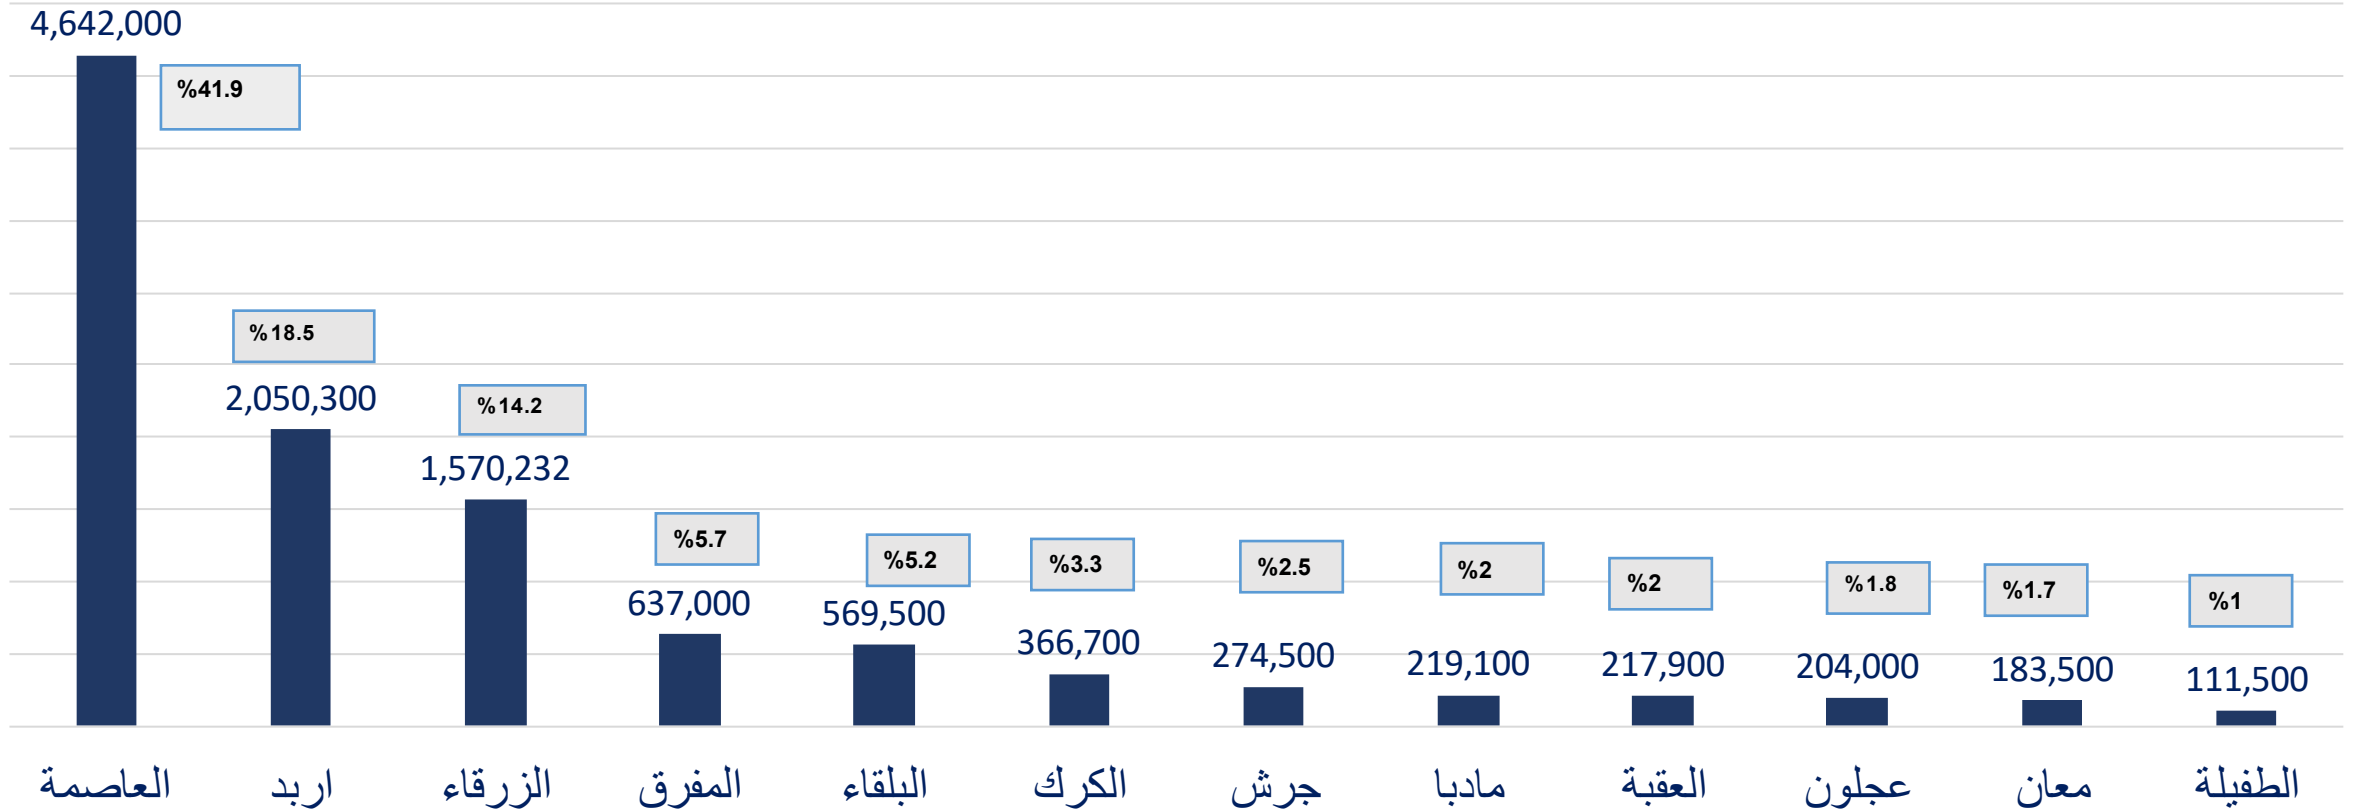 4,642,000
%41.9
%18.5
2,050,300
%14.2
1,570,232
%5.7
637,000
%5.2
569,500
%3.3
366,700
%2.5
274,500
%2
219,100
%2
217,900
%1.8
204,000
%1.7
183,500
%1
111,500
العاصمة
اربد
الزرقاء
المفرق
البلقاء
الكرك
جرش
مادبا
العقبة
عجلون
معان
الطفيلة